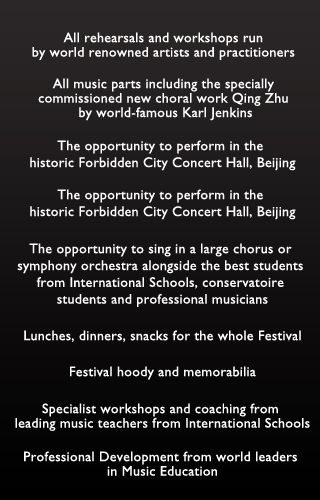 All rehearsals and workshops run
by world renowned artists and practitioners
All music parts including the specially
commissioned new choral work Qing Zhu
by world-famous Karl Jenkins
The opportunity to perform in the
historic Forbidden City Concert Hall, Beijing
The opportunity to perform in the
historic Forbidden City Concert Hall, Beijing
The opportunity to sing in a large chorus or
symphony orchestra alongside the best students
from International Schools, conservatoire
students and professional musicians
Lunches, dinners, snacks for the whole Festival
Festival hoody and memorabilia
Specialist workshops and coaching from
leading music teachers from International Schools
Professional Development from world leaders
in Music Education